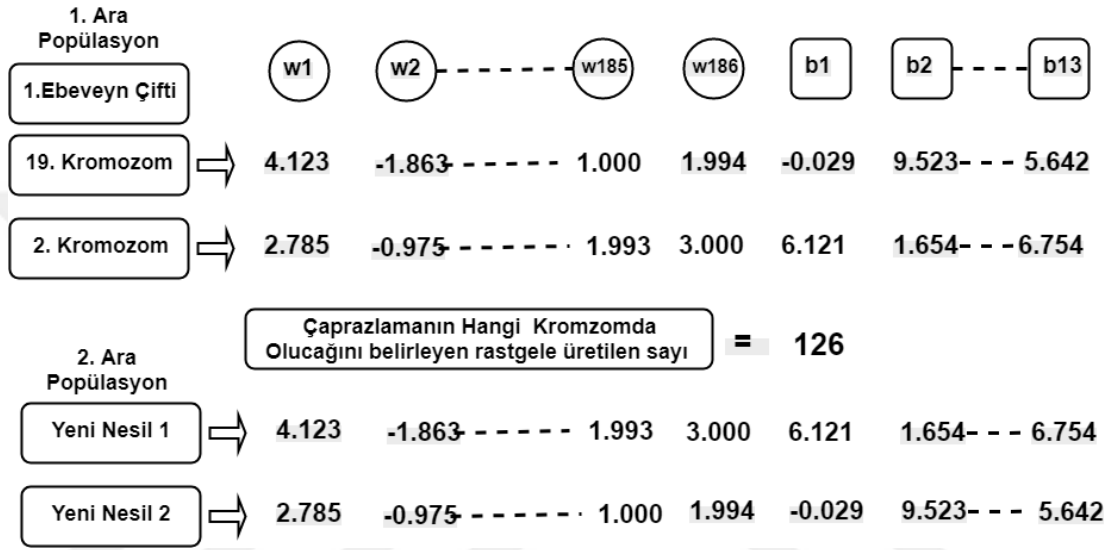 1. Ara
Popülasyon
w1 w2 w185 w186 b1 b2 b13
1.Ebeveyn Çifti
19. Kromozom 4.123 -1.863 1.000 1.994 -0.029 9.523 5.642
2. Kromozom 2.785 -0.975 1.993 3.000 6.121 1.654 6.754
Çaprazlamanın Hangi Kromzomda
Olucağını belirleyen rastgele üretilen sayı = 126
2. Ara
Popülasyon
Yeni Nesil 1 4.123 -1.863 1.993 3.000 6.121 1.654 6.754
Yeni Nesil 2 2.785 -0.975 1.000 1.994 -0.029 9.523 5.642